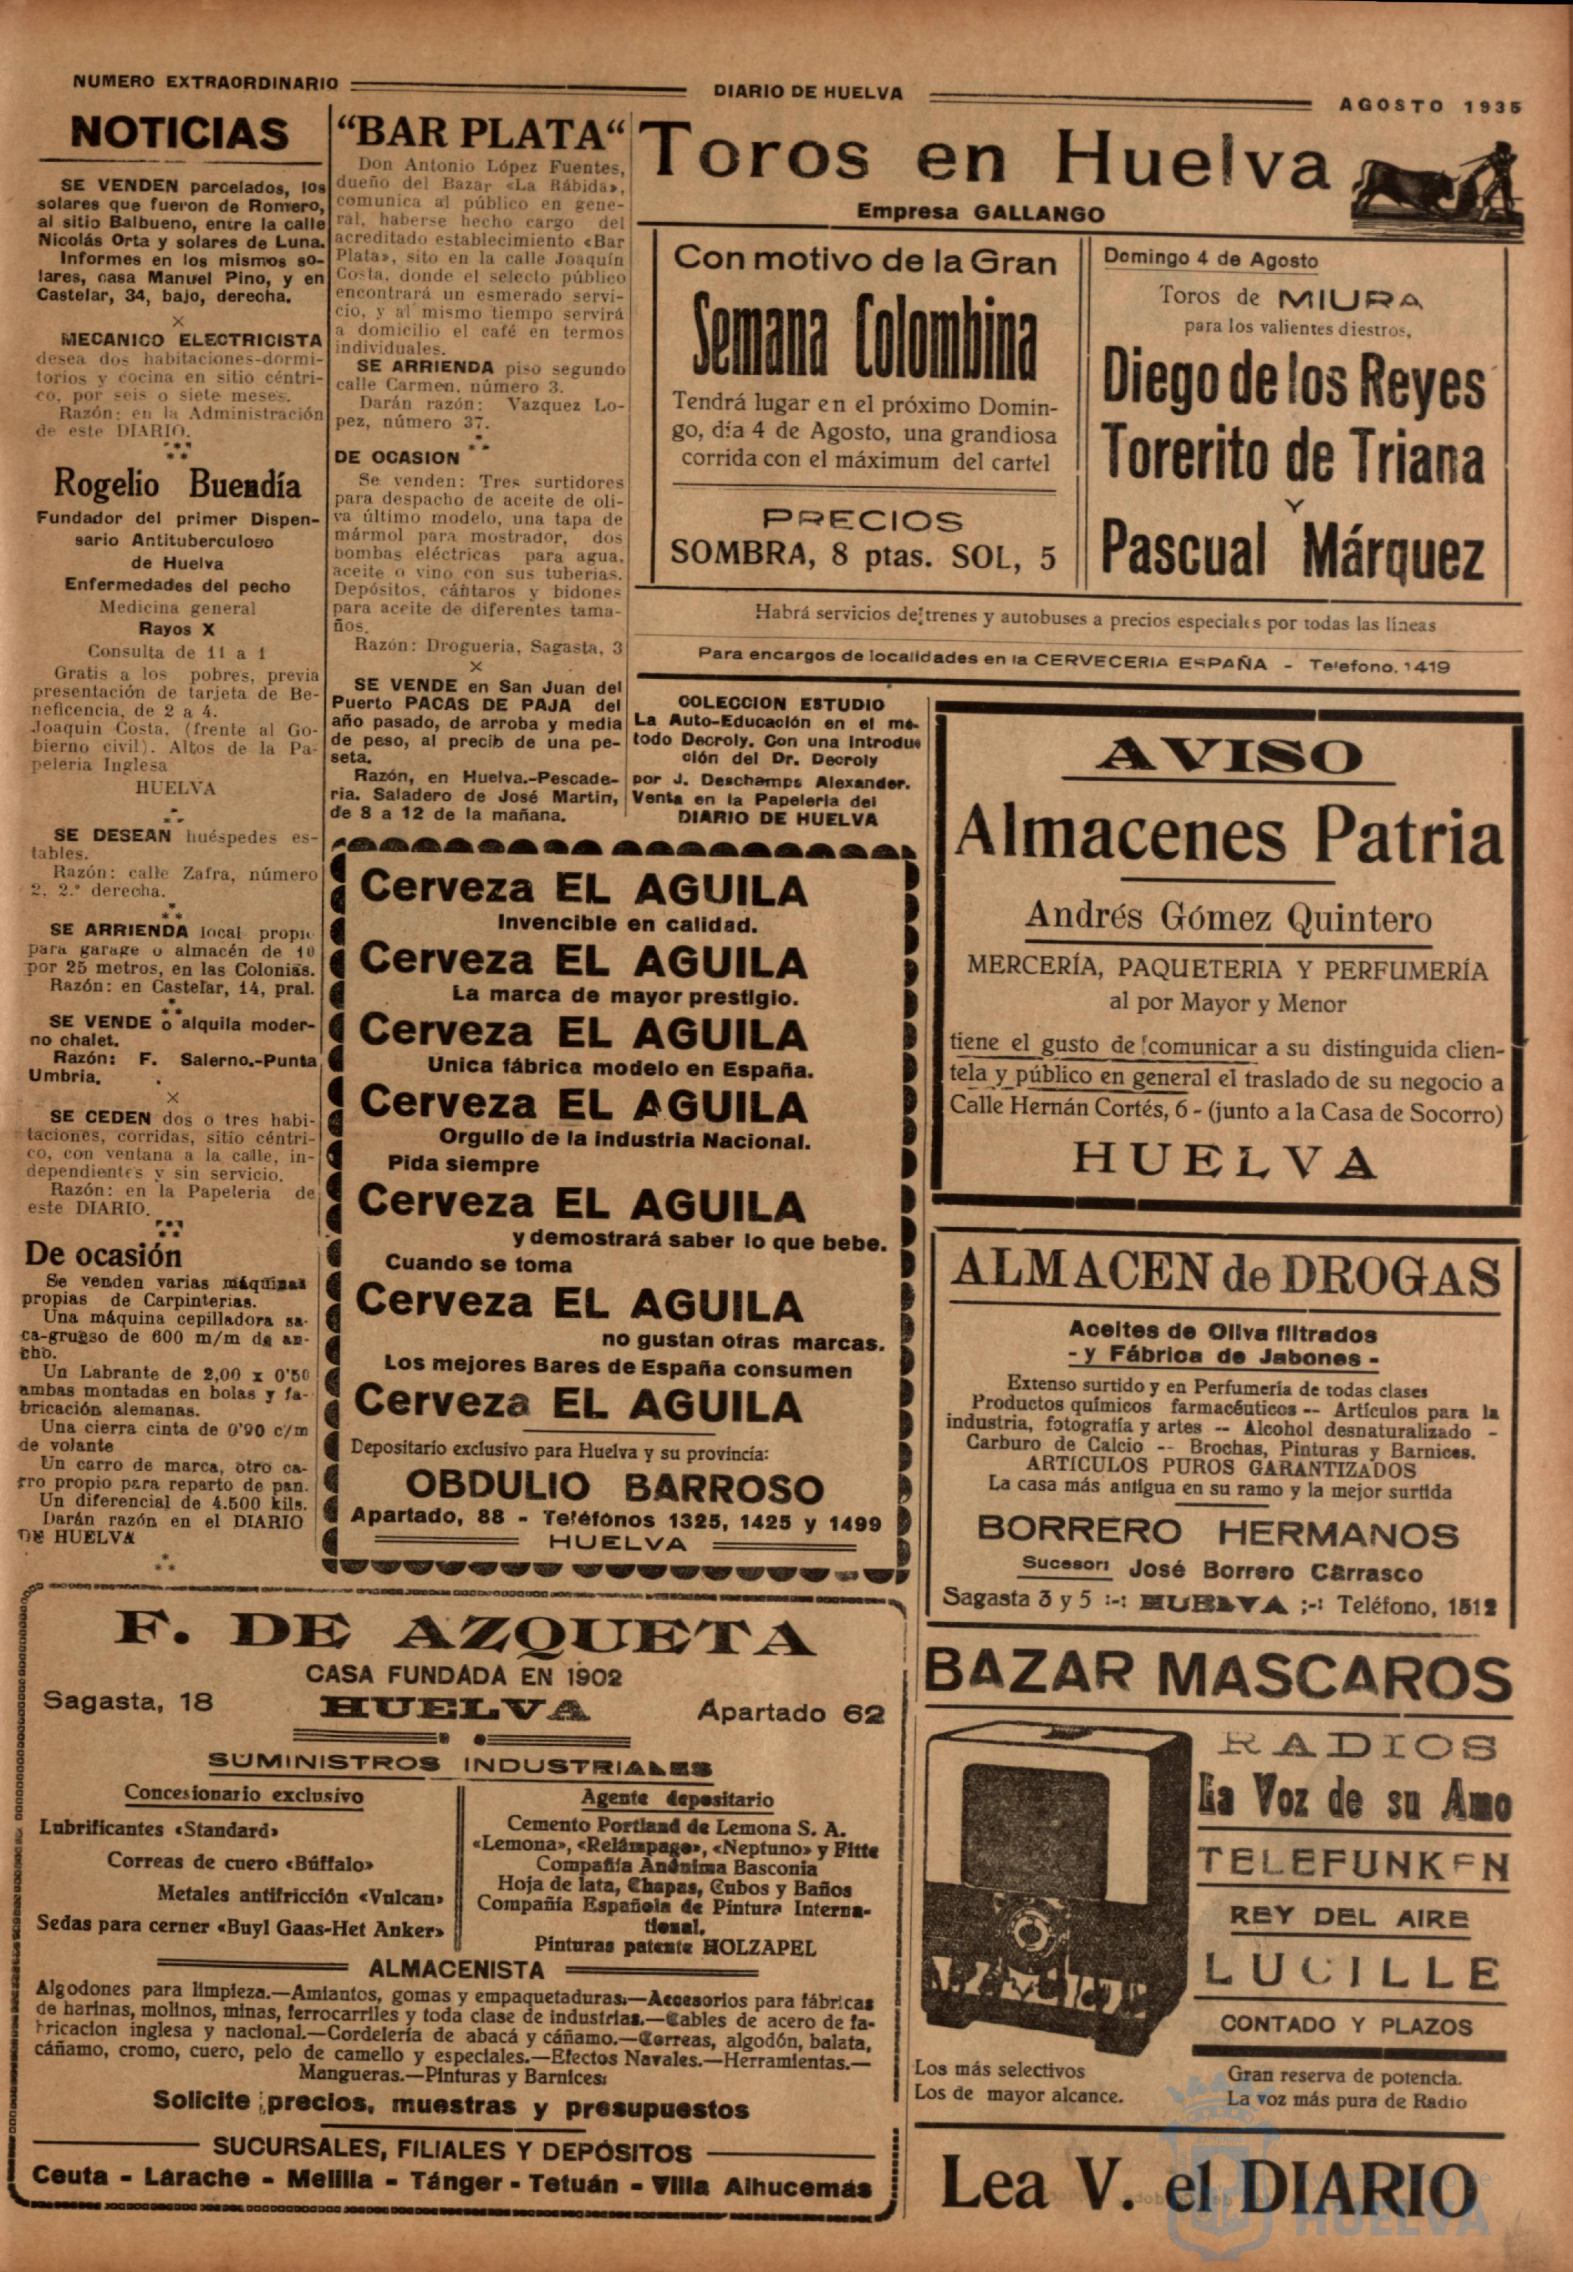 NUMERO EXTRAORDINARIO
DIARIO DE HUELVA
AGOSTO 1935
NOTICIAS
SE VENDEN parcelados, los
solares que fueron de Romero,
al sitio Balbueno, entre la calle
Nicolás Orta y solares de Luna.
Informes en los mismos so-
lares, casa Manuel Pino, y en
Castelar, 34, bajo, derecha.
×
MECANICO ELECTRICISTA
desea dos habitaciones-dormi-
torios y cocina en sitio céntri-
co, por seis o siete meses.
Razón: en la Administración
de este DIARIO.
Rogelio Buendía
Fundador del primer Dispen-
sario Antituberculoso
de Huelva
Enfermedades del pecho
Medicina general
Rayos X
Consulta de 11 a 1
Gratis a los pobres, previa
presentación de tarjeta de Be-
neficencia, de 2 a 4.
Joaquin Costa, (frente al Go-
bierno civil). Altos de la Pa-
pelería Inglesa
HUELVA
SE DESEAN huéspedes es-
tables.
Razón: calle Zafra, número
2, 2.º derecha.
SE ARRIENDA local propio
para garage o almacén de 10
por 25 metros, en las Colonias.
Razón: en Castelar, 14, pral.
SE VENDE o alquila moder-
no chalet.
Razón: F. Salerno.-Punta
Umbria.
×
SE CEDEN dos o tres habi-
taciones, corridas, sitio céntri-
co, con ventana a la calle, in-
dependientes y sin servicio.
Razón: en la Papeleria de
este DIARIO.
De ocasión
Se venden varias máquinas
propias de Carpinterias.
Una máquina cepilladora sa-
ca-grueso de 600 m/m de an-
cho.
Un Labrante de 2,00 x 0'50
ambas montadas en bolas y fa-
bricación alemanas.
Una cierra cinta de 0'90 c/m
de volante
Un carro de marca, otro ca-
rro propio para reparto de pan.
Un diferencial de 4.500 kils.
Darán razón en el DIARIO
DE HUELVA
“BAR PLATA“
Don Antonio López Fuentes,
dueño del Bazar «La Rábida»,
comunica al público en gene-
ral, haberse hecho cargo del
acreditado establecimiento «Bar
Plata», sito en la calle Joaquín
Costa, donde el selecto público
encontrará un esmerado servi-
cio, y al mismo tiempo servirá
a domicilio el café en termos
individuales.
SE ARRIENDA piso segundo
calle Carmen, número 3.
Darán razón: Vazquez Lo-
pez, número 37.
DE OCASION
Se venden: Tres surtidores
para despacho de aceite de oli-
va último modelo, una tapa de
mármol para mostrador, dos
bombas eléctricas para agua,
aceite o vino con sus tuberias.
Depósitos, cántaros y bidones
para aceite de diferentes tama-
ños.
Razón: Drogueria, Sagasta, 3
×
SE VENDE en San Juan del
Puerto PACAS DE PAJA del
año pasado, de arroba y media
de peso, al precib de una pe-
seta.
Razón, en Huelva.-Pescade-
ria. Saladero de José Martin,
de 8 a 12 de la mañana.
COLECCION ESTUDIO
La Auto-Educación en el mé-
todo Decroly. Con una Introduc
ción del Dr. Decroly
por J. Deschamps Alexander.
Venta en la Papeleria del
DIARIO DE HUELVA
Toros en Huelva
Empresa GALLANGO
Con motivo de la Gran
Semana Colombina
Tendrá lugar en el próximo Domin-
go, día 4 de Agosto, una grandiosa
corrida con el máximum del cartel
PRECIOS
SOMBRA, 8 ptas. SOL, 5
Domingo 4 de Agosto
Toros de MIURA
para los valientes diestros,
Diego de los Reyes
Torerito de Triana
Y
Pascual Márquez
Habrá servicios de trenes y autobuses a precios especiales por todas las líneas
Para encargos de localidades en la CERVECERIA ESPAÑA - Telefono, 1419
Cerveza EL AGUILA
Invencible en calidad.
Cerveza EL AGUILA
La marca de mayor prestigio.
Cerveza EL AGUILA
Unica fábrica modelo en España.
Cerveza EL AGUILA
Orgullo de la industria Nacional.
Pida siempre
Cerveza EL AGUILA
y demostrará saber lo que bebe.
Cuando se toma
Cerveza EL AGUILA
no gustan otras marcas.
Los mejores Bares de España consumen
Cerveza EL AGUILA
Depositario exclusivo para Huelva y su provincia:
OBDULIO BARROSO
Apartado, 88 - Teléfonos 1325, 1425 y 1499
HUELVA
AVISO
Almacenes Patria
Andrés Gómez Quintero
MERCERÍA, PAQUETERIA Y PERFUMERÍA
al por Mayor y Menor
tiene el gusto de comunicar a su distinguida clien-
tela y público en general el traslado de su negocio a
Calle Hernán Cortés, 6 - (junto a la Casa de Socorro)
HUELVA
ALMACEN de DROGAS
Aceites de Oliva filtrados
- y Fábrica de Jabones -
Extenso surtido y en Perfumería de todas clases
Productos químicos farmacéuticos -- Artículos para la
industria, fotografía y artes -- Alcohol desnaturalizado -
Carburo de Calcio -- Brochas, Pinturas y Barnices.
ARTICULOS PUROS GARANTIZADOS
La casa más antigua en su ramo y la mejor surtida
BORRERO HERMANOS
Sucesor: José Borrero Carrasco
Sagasta 3 y 5 :-: HUELVA ;-: Teléfono, 1512
F. DE AZQUETA
CASA FUNDADA EN 1902
Sagasta, 18 HUELVA Apartado 62
SUMINISTROS INDUSTRIALES
Concesionario exclusivo
Lubrificantes «Standard»
Correas de cuero «Búffalo»
Metales antifricción «Vulcan»
Sedas para cerner «Buyl Gaas-Het Anker»
Agente depositario
Cemento Portland de Lemona S. A.
«Lemona», «Relámpago», «Neptuno» y Fitte
Compañía Anónima Basconia
Hoja de lata, Chapas, Cubos y Baños
Compañía Española de Pintura Interna-
tional.
Pinturas patente HOLZAPEL
ALMACENISTA
Algodones para limpieza.—Amiantos, gomas y empaquetaduras.—Accesorios para fábricas
de harinas, molinos, minas, ferrocarriles y toda clase de industrias.—Cables de acero de fa-
bricacion inglesa y nacional.—Cordelería de abacá y cáñamo.—Correas, algodón, balata,
cáñamo, cromo, cuero, pelo de camello y especiales.—Efectos Navales.—Herramientas.—
Mangueras.—Pinturas y Barnices:
Solicite precios, muestras y presupuestos
SUCURSALES, FILIALES Y DEPÓSITOS
Ceuta - Larache - Melilla - Tánger - Tetuán - Villa Alhucemas
BAZAR MASCAROS
RADIOS
La Voz de su Amo
TELEFUNKEN
REY DEL AIRE
LUCILLE
CONTADO Y PLAZOS
Los más selectivos
Los de mayor alcance.
Gran reserva de potencia.
La voz más pura de Radio
Lea V. el DIARIO
HUELVA